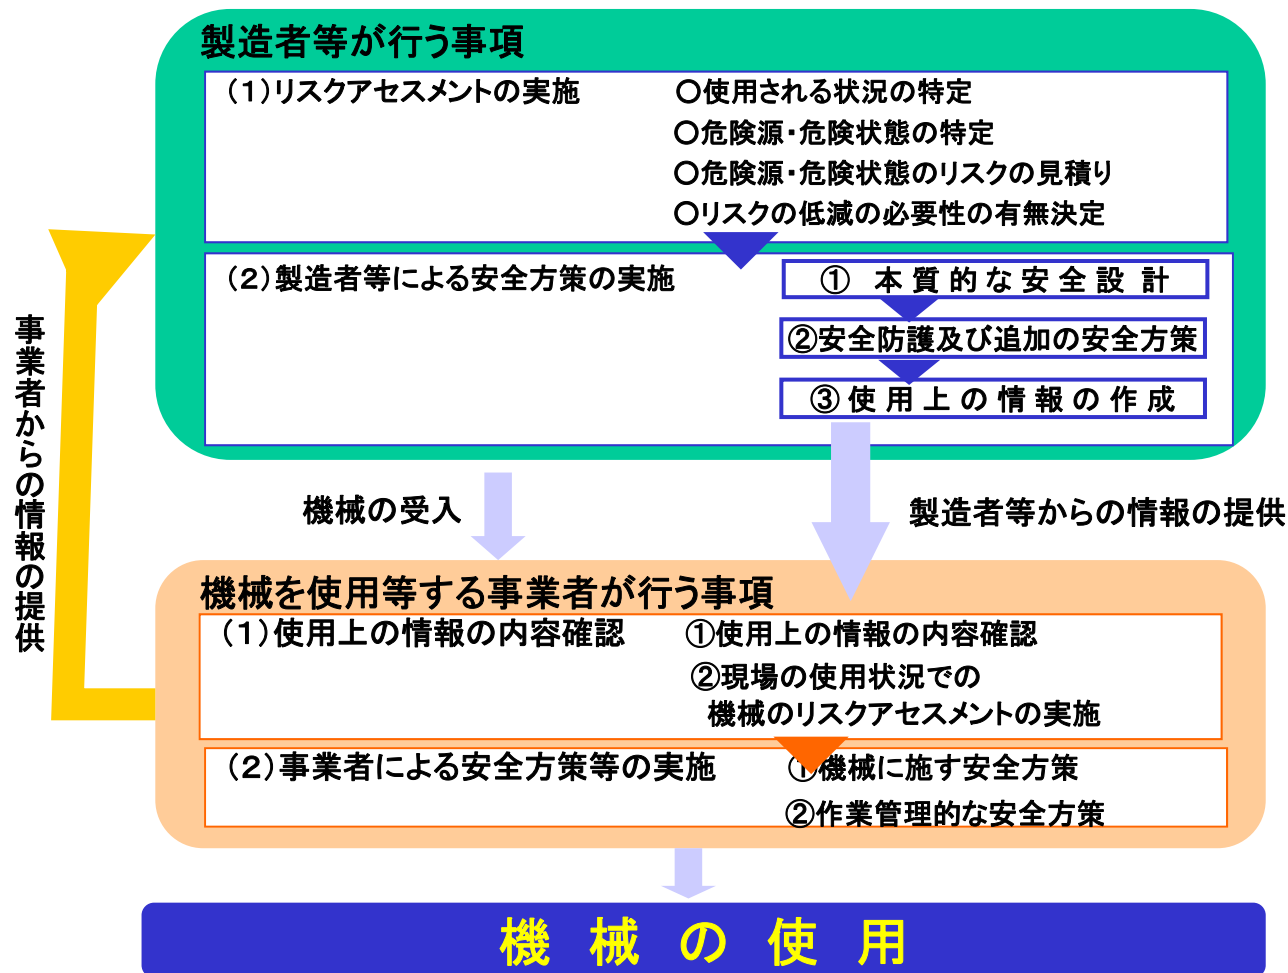 製造者等が行う事項
（１）リスクアセスメントの実施
○使用される状況の特定
○危険源・危険状態の特定
○危険源・危険状態のリスクの見積り
○リスクの低減の必要性の有無決定
（２）製造者等による安全方策の実施
① 本質的な安全設計
②安全防護及び追加の安全方策
③使用上の情報の作成
事業者からの情報の提供
機械の受入
製造者等からの情報の提供
機械を使用等する事業者が行う事項
（１）使用上の情報の内容確認
①使用上の情報の内容確認
②現場の使用状況での
機械のリスクアセスメントの実施
（２）事業者による安全方策等の実施
①機械に施す安全方策
②作業管理的な安全方策
機械の使用